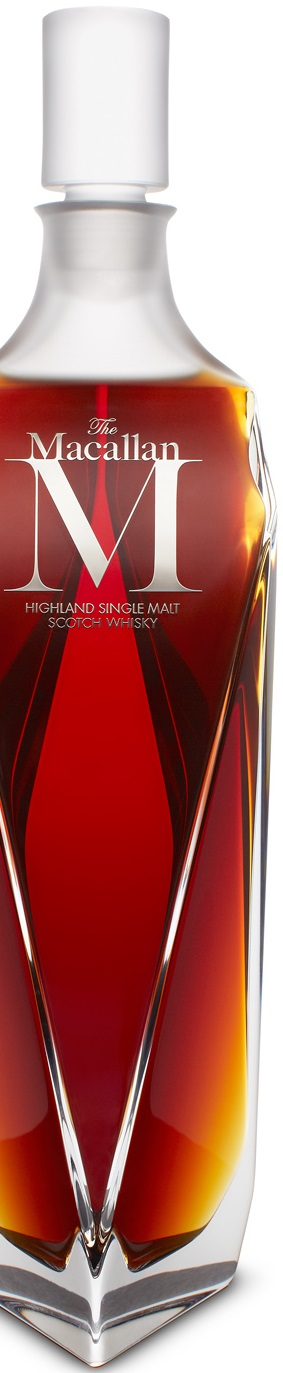 The
Macallan
M
HIGHLAND SINGLE MALT
SCOTCH WHISKY